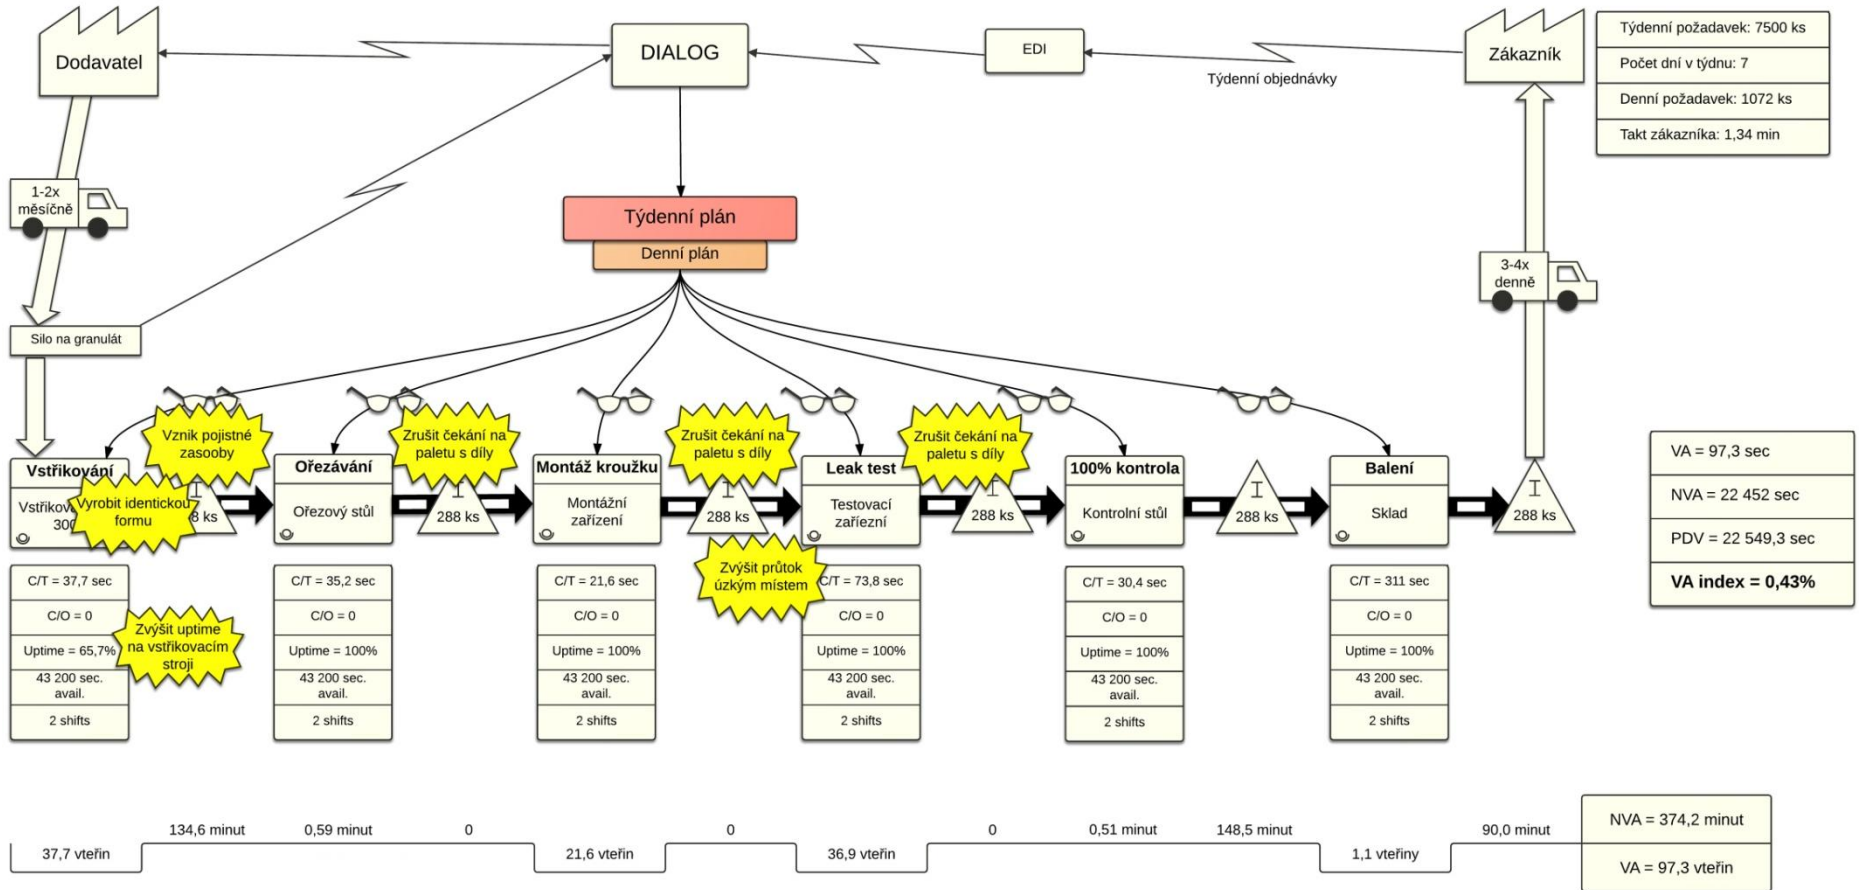 Dodavatel
DIALOG
EDI
Zákazník
Týdenní objednávky
Týdenní požadavek: 7500 ks
Počet dní v týdnu: 7
Denní požadavek: 1072 ks
Takt zákazníka: 1,34 min
1-2x
měsíčně
Týdenní plán
Denní plán
3-4x
denně
Silo na granulát
Vznik pojistné
zasooby
Zrušit čekání na
paletu s díly
Zrušit čekání na
paletu s díly
Zrušit čekání na
paletu s díly
Vstřikování
Vyrobit identickou
formu
8 ks
Ořezávání
Ořezový stůl
I
288 ks
Montáž kroužku
Montážní
zařízení
I
288 ks
Leak test
Testovací
zařiezní
I
288 ks
100% kontrola
Kontrolní stůl
I
288 ks
Balení
Sklad
I
288 ks
VA = 97,3 sec
NVA = 22 452 sec
PDV = 22 549,3 sec
VA index = 0,43%
Zvýšit průtok
úzkým místem
C/T = 37,7 sec
C/O = 0
Uptime = 65,7%
43 200 sec.
avail.
2 shifts
Zvýšit uptime
na vstřikovacím
stroji
C/T = 35,2 sec
C/O = 0
Uptime = 100%
43 200 sec.
avail.
2 shifts
C/T = 21,6 sec
C/O = 0
Uptime = 100%
43 200 sec.
avail.
2 shifts
C/T = 73,8 sec
C/O = 0
Uptime = 100%
43 200 sec.
avail.
2 shifts
C/T = 30,4 sec
C/O = 0
Uptime = 100%
43 200 sec.
avail.
2 shifts
C/T = 311 sec
C/O = 0
Uptime = 100%
43 200 sec.
avail.
2 shifts
134,6 minut
0,59 minut
0
0
0
0,51 minut
148,5 minut
90,0 minut
37,7 vteřin
21,6 vteřin
36,9 vteřin
1,1 vteřiny
NVA = 374,2 minut
VA = 97,3 vteřin